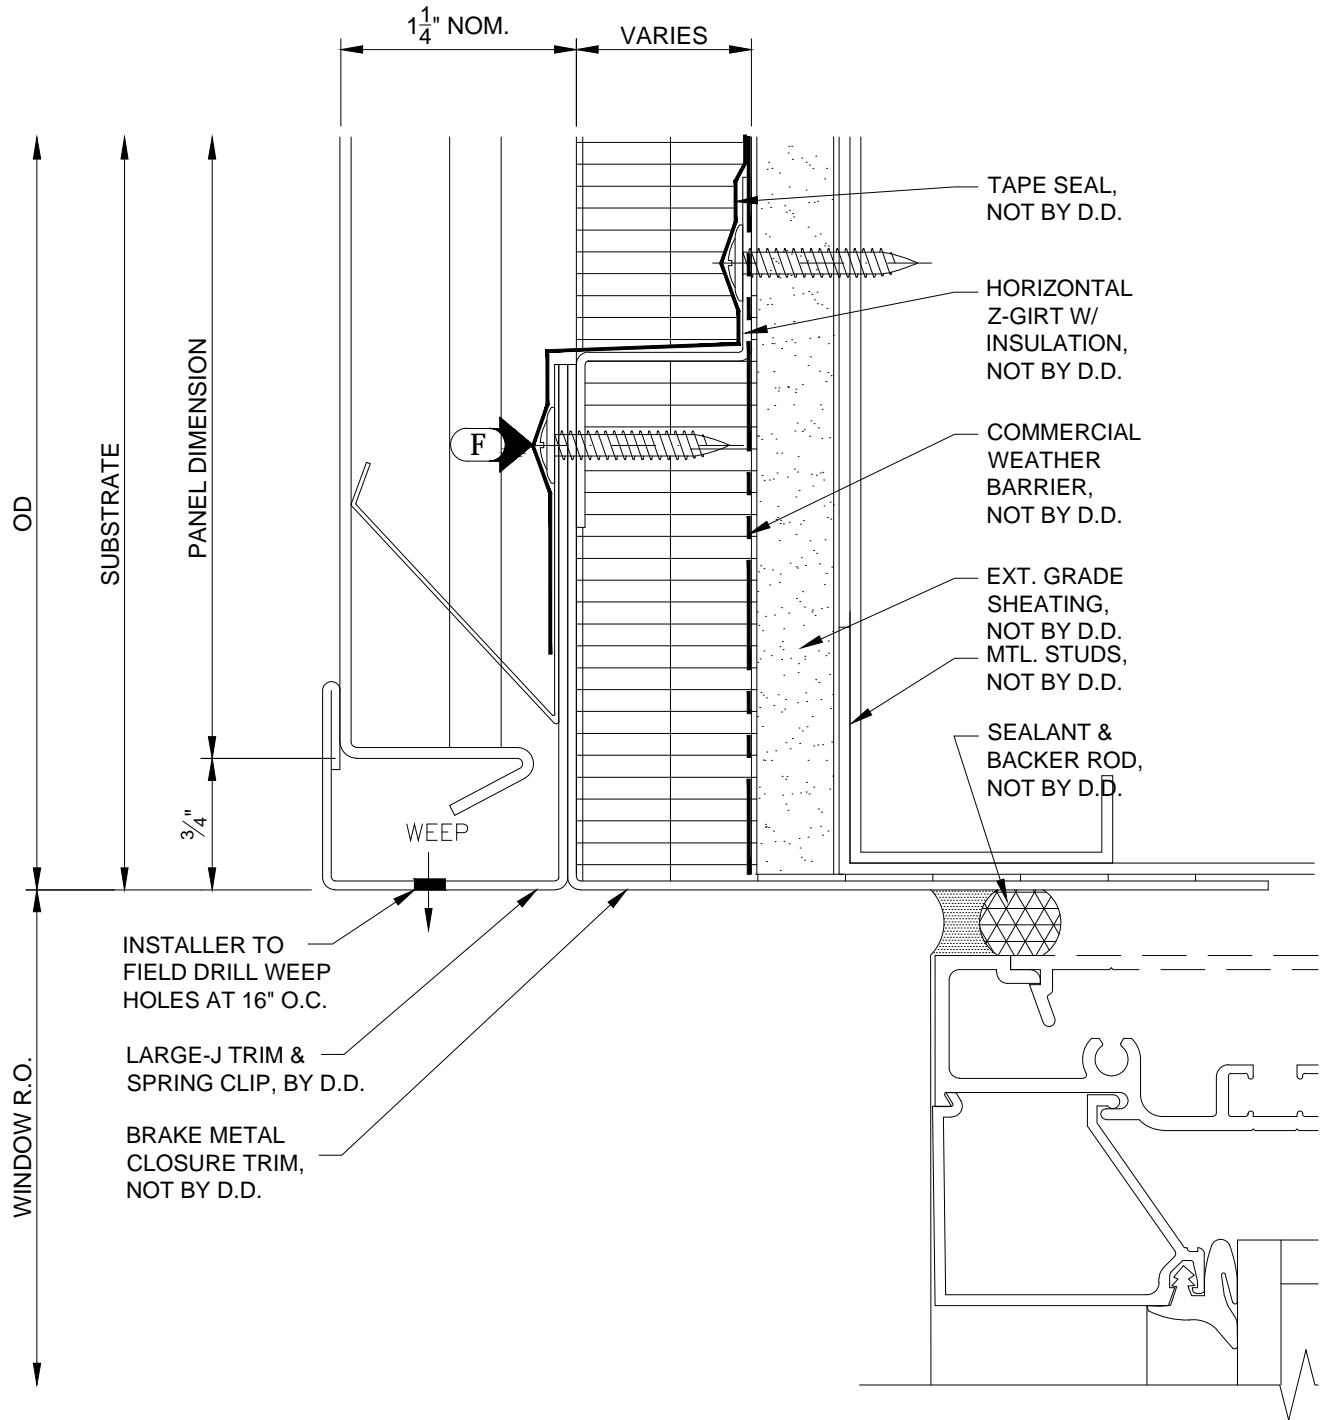 1 1/4" NOM.
VARIES
OD
SUBSTRATE
PANEL DIMENSION
3/4"
WINDOW R.O.
F
WEEP
TAPE SEAL,
NOT BY D.D.
HORIZONTAL
Z-GIRT W/
INSULATION,
NOT BY D.D.
COMMERCIAL
WEATHER
BARRIER,
NOT BY D.D.
EXT. GRADE
SHEATING,
NOT BY D.D.
MTL. STUDS,
NOT BY D.D.
SEALANT &
BACKER ROD,
NOT BY D.D.
INSTALLER TO
FIELD DRILL WEEP
HOLES AT 16" O.C.
LARGE-J TRIM &
SPRING CLIP, BY D.D.
BRAKE METAL
CLOSURE TRIM,
NOT BY D.D.